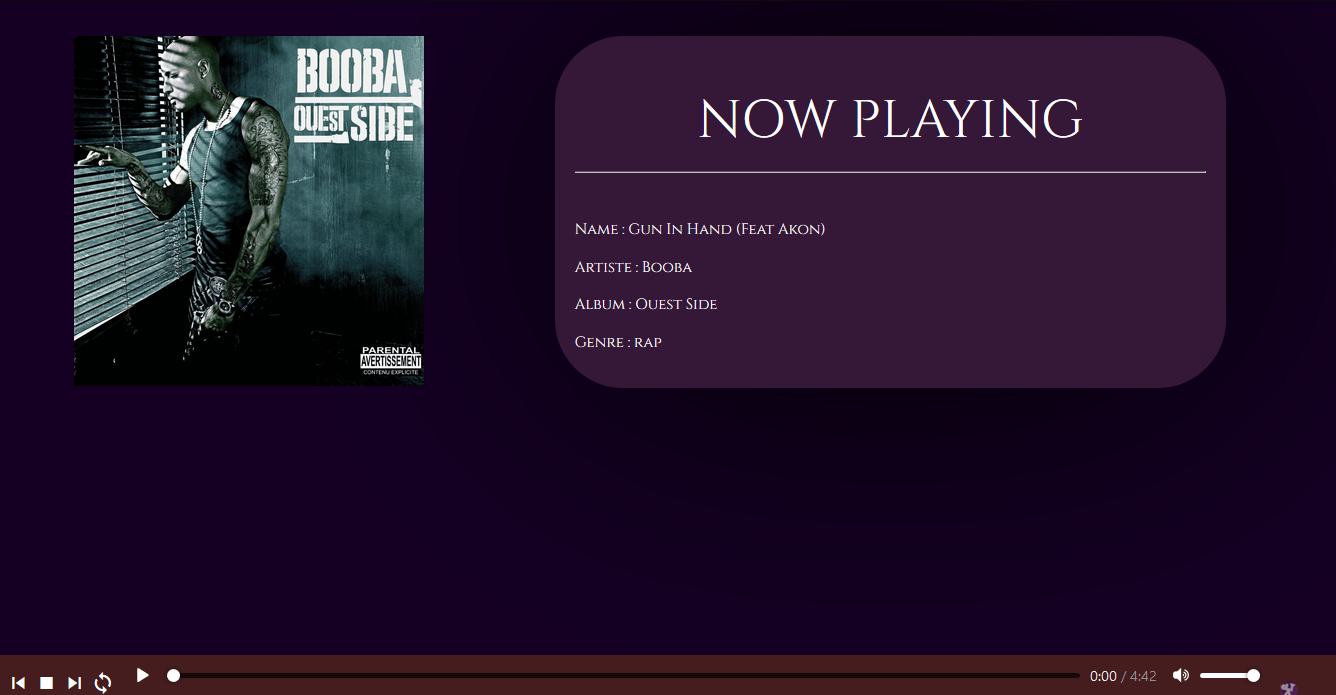 BOOBA
OUEST SIDE
PARENTAL
AVERTISSEMENT
CONTENU EXPLICITE
NOW PLAYING
Name : Gun In Hand (Feat Akon)
Artiste : Booba
Album : Ouest Side
Genre : rap
0:00 / 4:42